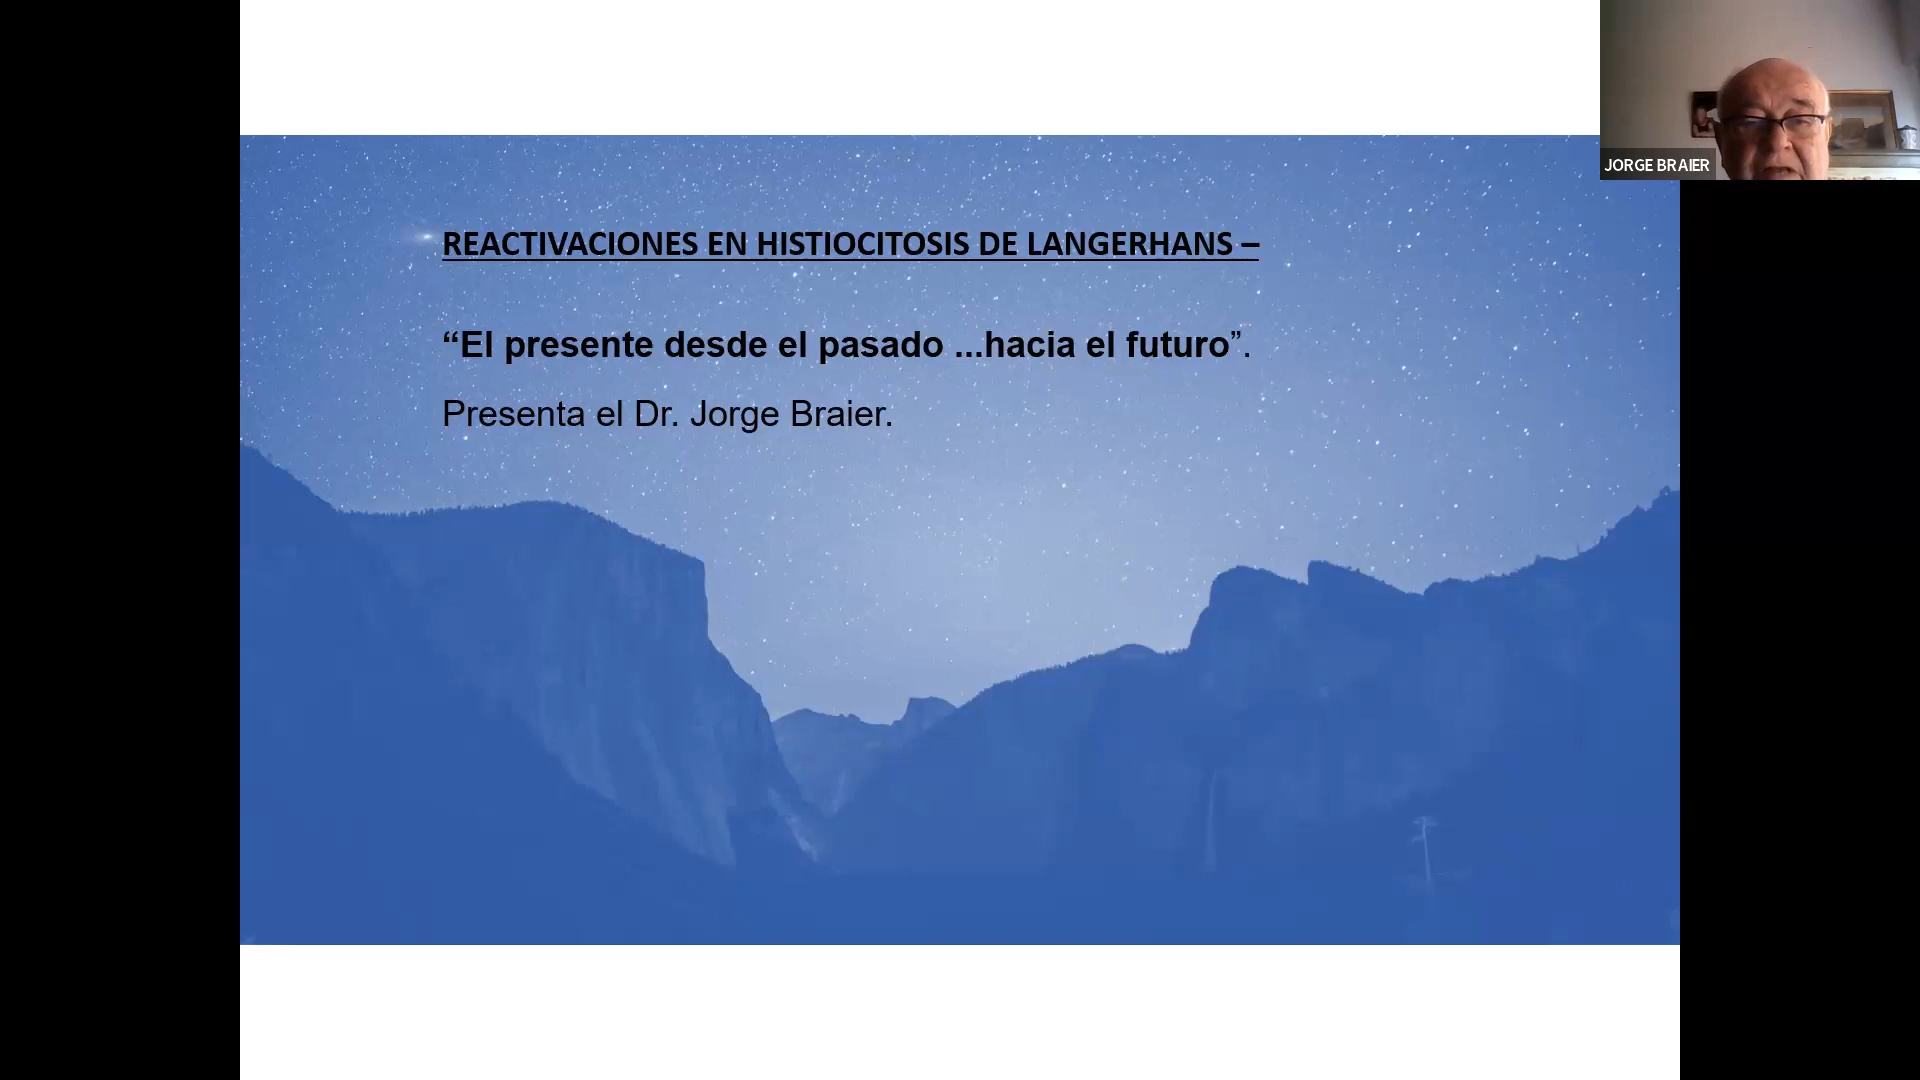 REACTIVACIONES EN HISTIOCITOSIS DE LANGERHANS –
“El presente desde el pasado ...hacia el futuro”.
Presenta el Dr. Jorge Braier.
JORGE BRAIER